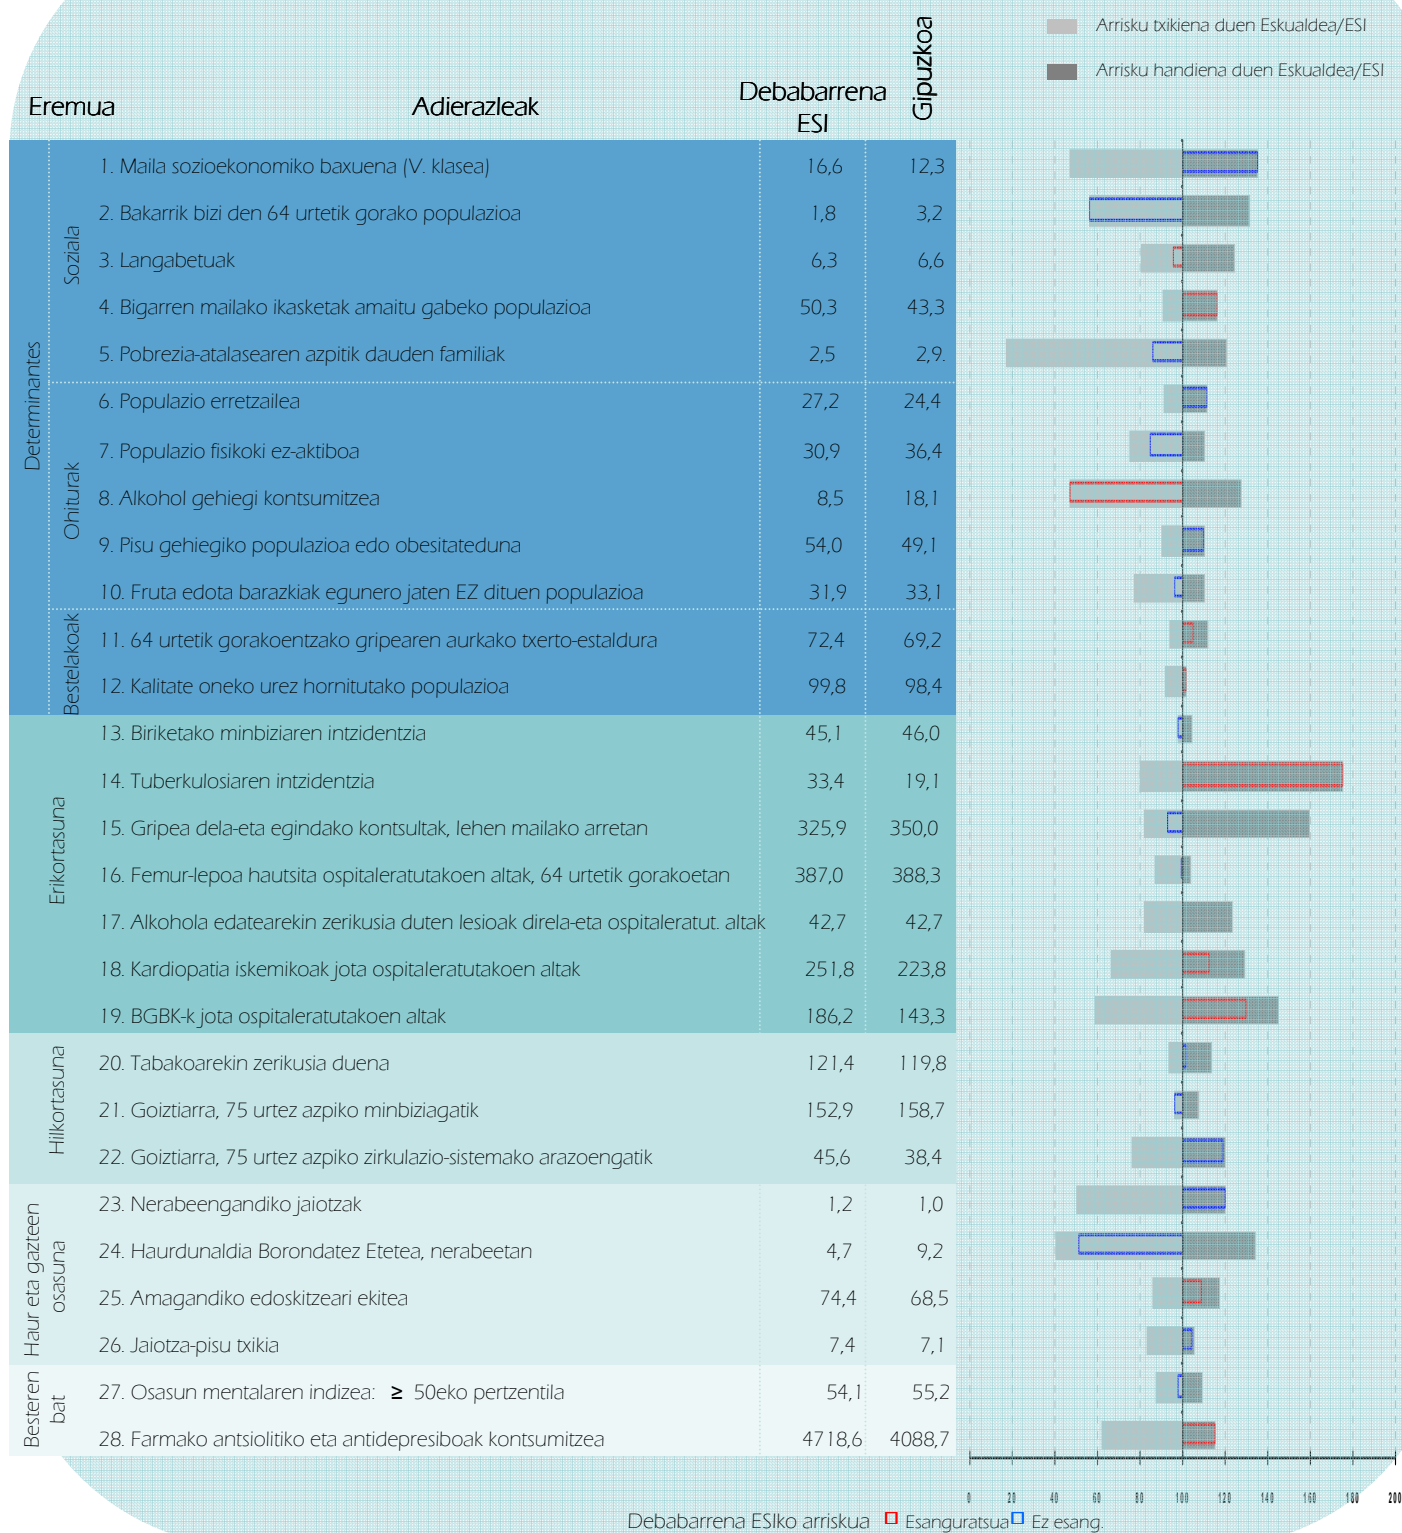 Arrisku txikiena duen Eskualdea/ESI
Arrisku handiena duen Eskualdea/ESI
Eremua Adierazleak Debabarrena ESI Gipuzkoa
Determinantes
Soziala
1. Maila sozioekonomiko baxuena (V. klasea) 16,6 12,3
2. Bakarrik bizi den 64 urtetik gorako populazioa 1,8 3,2
3. Langabetuak 6,3 6,6
4. Bigarren mailako ikasketak amaitu gabeko populazioa 50,3 43,3
5. Pobrezia-atalasearen azpitik dauden familiak 2,5 2,9.
Ohiturak
6. Populazio erretzailea 27,2 24,4
7. Populazio fisikoki ez-aktiboa 30,9 36,4
8. Alkohol gehiegi kontsumitzea 8,5 18,1
9. Pisu gehiegiko populazioa edo obesitateduna 54,0 49,1
10. Fruta edota barazkiak egunero jaten EZ dituen populazioa 31,9 33,1
Bestelakoak
11. 64 urtetik gorakoentzako gripearen aurkako txerto-estaldura 72,4 69,2
12. Kalitate oneko urez hornitutako populazioa 99,8 98,4
Erikortasuna
13. Biriketako minbiziaren intzidentzia 45,1 46,0
14. Tuberkulosiaren intzidentzia 33,4 19,1
15. Gripea dela-eta egindako kontsultak, lehen mailako arretan 325,9 350,0
16. Femur-lepoa hautsita ospitaleratutakoen altak, 64 urtetik gorakoetan 387,0 388,3
17. Alkohola edatearekin zerikusia duten lesioak direla-eta ospitaleratut. altak 42,7 42,7
18. Kardiopatia iskemikoak jota ospitaleratutakoen altak 251,8 223,8
19. BGBK-k jota ospitaleratutakoen altak 186,2 143,3
Hilkortasuna
20. Tabakoarekin zerikusia duena 121,4 119,8
21. Goiztiarra, 75 urtez azpiko minbiziagatik 152,9 158,7
22. Goiztiarra, 75 urtez azpiko zirkulazio-sistemako arazoengatik 45,6 38,4
Haur eta gazteen osasuna
23. Nerabeengandiko jaiotzak 1,2 1,0
24. Haurdunaldia Borondatez Etetea, nerabeetan 4,7 9,2
25. Amagandiko edoskitzeari ekitea 74,4 68,5
26. Jaiotza-pisu txikia 7,4 7,1
Besteren bat
27. Osasun mentalaren indizea: ≥ 50eko pertzentila 54,1 55,2
28. Farmako antsiolitiko eta antidepresiboak kontsumitzea 4718,6 4088,7
0 20 40 60 80 100 120 140 160 180 200
Debabarrena ESIko arriskua Esanguratsua Ez esang.